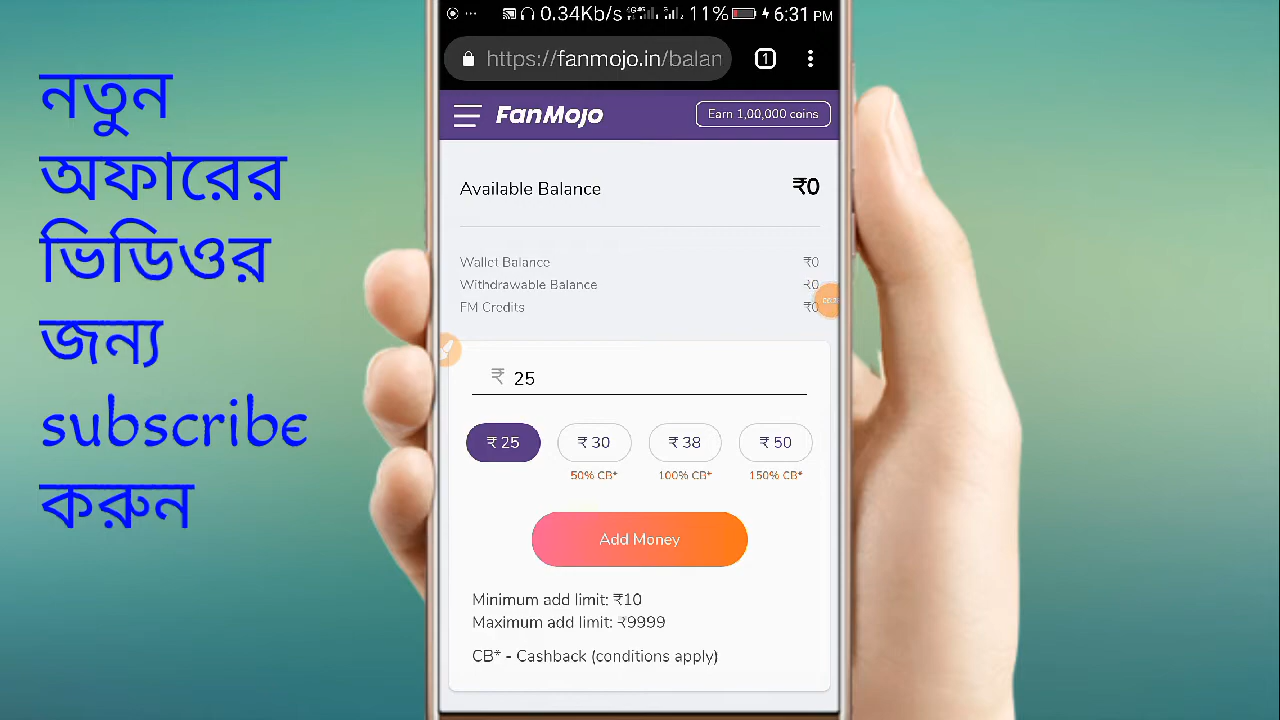 নতুন
অফারের
ভিডিওর
জন্য
subscribe
করুন
0.34Kb/s 4G 11% 6:31 PM
https://fanmojo.in/balan 1
FanMojo Earn 1,00,000 coins
Available Balance ₹0
Wallet Balance ₹0
Withdrawable Balance ₹0
FM Credits ₹0
₹ 25
₹ 25 ₹ 30 ₹ 38 ₹ 50
50% CB* 100% CB* 150% CB*
Add Money
Minimum add limit: ₹10
Maximum add limit: ₹9999
CB* - Cashback (conditions apply)